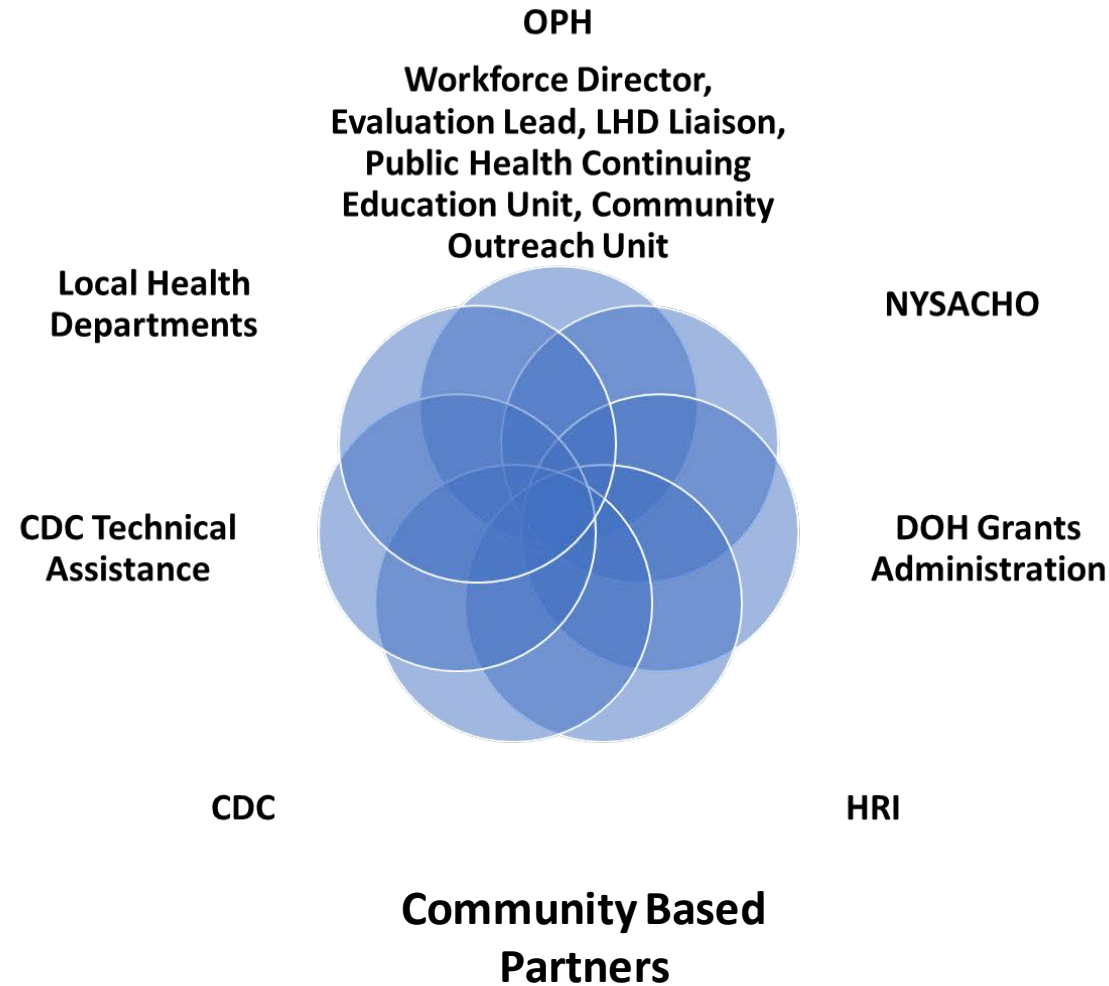 OPH
Workforce Director,
Evaluation Lead, LHD Liaison,
Public Health Continuing
Education Unit, Community
Outreach Unit
Local Health
Departments
NYSACHO
CDC Technical
Assistance
DOH Grants
Administration
CDC
HRI
Community Based
Partners